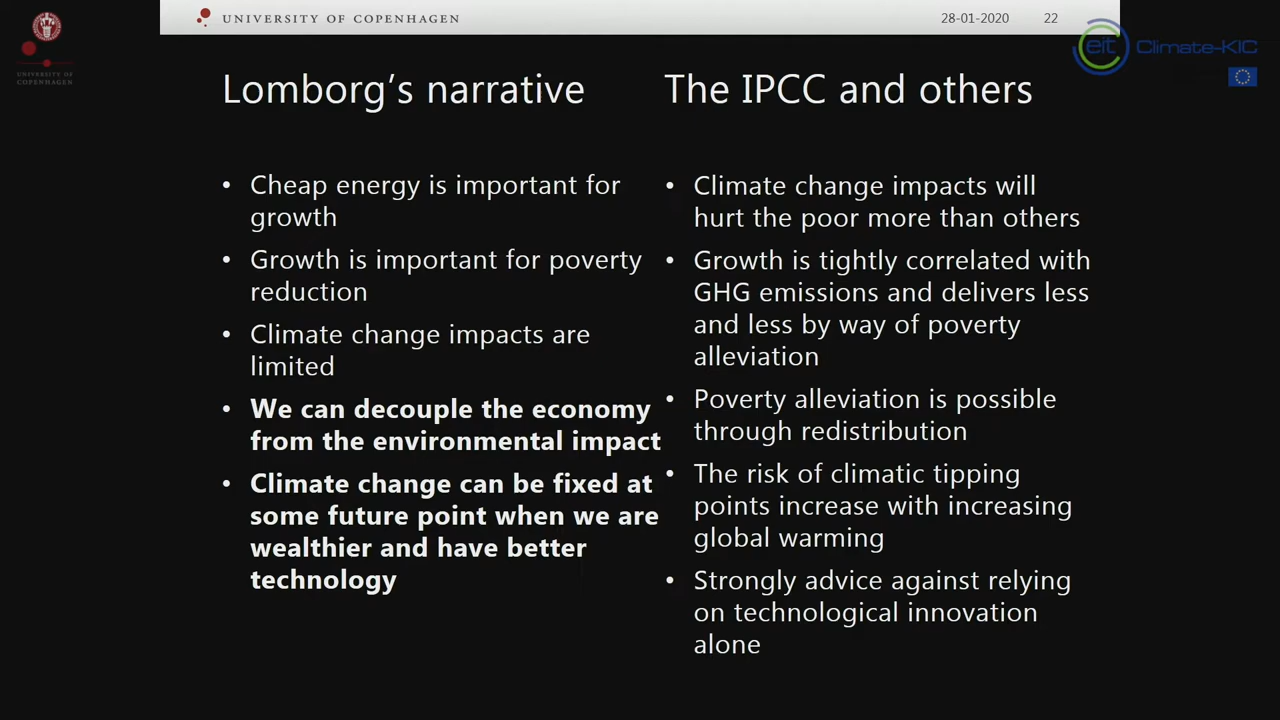 UNIVERSITY OF COPENHAGEN
28-01-2020
22
UNIVERSITY OF
COPENHAGEN
eit Climate-KIC
Lomborg's narrative
• Cheap energy is important for
growth
• Growth is important for poverty
reduction
• Climate change impacts are
limited
• We can decouple the economy
from the environmental impact
• Climate change can be fixed at
some future point when we are
wealthier and have better
technology
The IPCC and others
• Climate change impacts will
hurt the poor more than others
• Growth is tightly correlated with
GHG emissions and delivers less
and less by way of poverty
alleviation
• Poverty alleviation is possible
through redistribution
• The risk of climatic tipping
points increase with increasing
global warming
• Strongly advice against relying
on technological innovation
alone